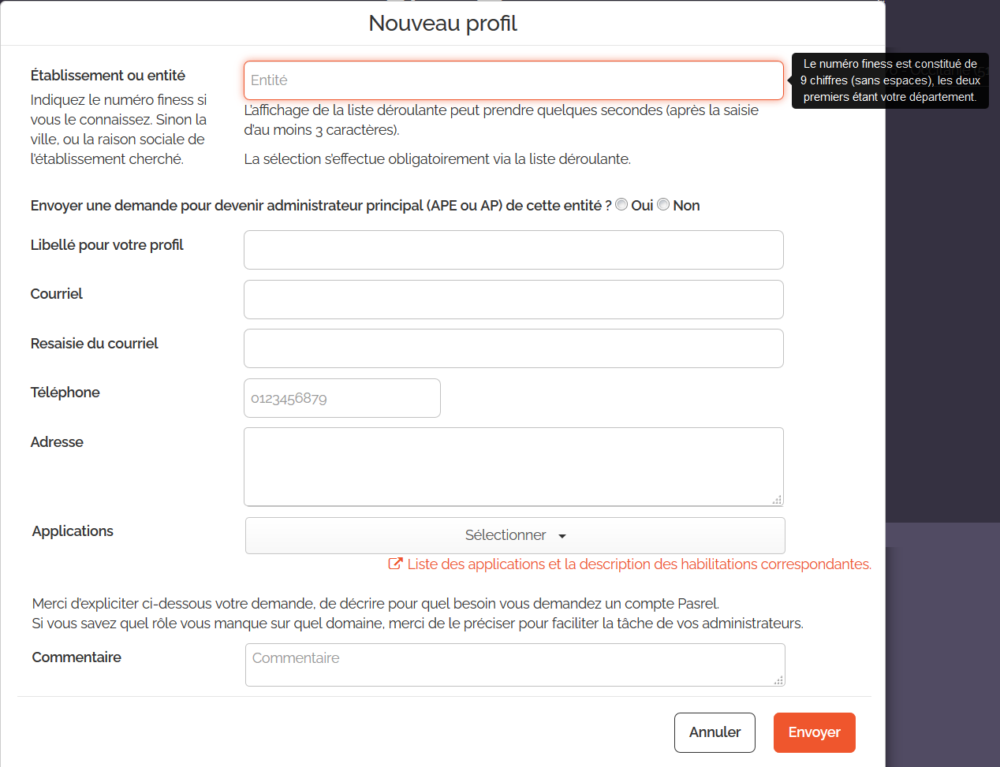 Nouveau profil
Établissement ou entité
Indiquez le numéro finess si
vous le connaissez. Sinon la
ville, ou la raison sociale de
l'établissement cherché.
Entité
Le numéro finess est constitué de
9 chiffres (sans espaces), les deux
premiers étant votre département.
L'affichage de la liste déroulante peut prendre quelques secondes (après la saisie
d'au moins 3 caractères).
La sélection s'effectue obligatoirement via la liste déroulante.
Envoyer une demande pour devenir administrateur principal (APE ou AP) de cette entité ? Oui Non
Libellé pour votre profil
Courriel
Resaisie du courriel
Téléphone
0123456879
Adresse
Applications
Sélectionner
Liste des applications et la description des habilitations correspondantes.
Merci d'expliciter ci-dessous votre demande, de décrire pour quel besoin vous demandez un compte Pasrel.
Si vous savez quel rôle vous manque sur quel domaine, merci de le préciser pour faciliter la tâche de vos administrateurs.
Commentaire
Commentaire
Annuler
Envoyer